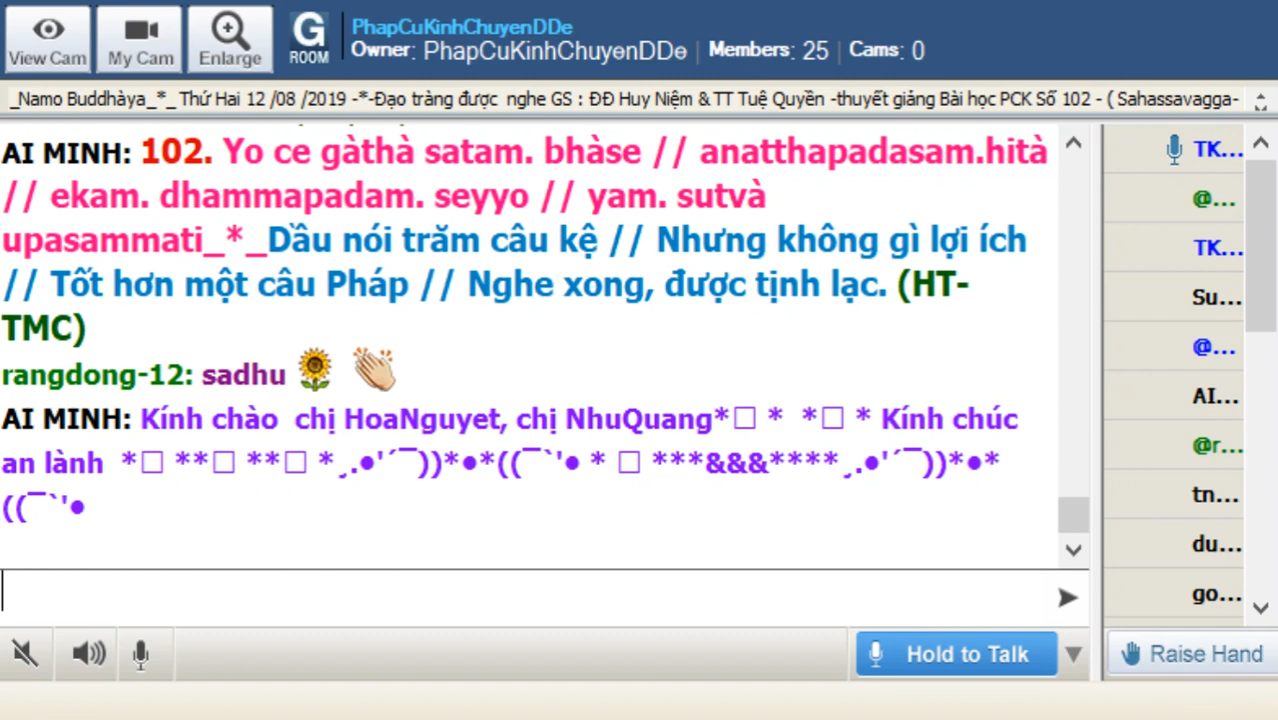 View Cam
My Cam
Enlarge
G
ROOM
PhapCuKinhChuyenDDe
Owner: PhapCuKinhChuyenDDe | Members: 25 | Cams: 0
_Namo Buddhàya_*_ Thứ Hai 12 /08 /2019 -*-Đạo tràng được nghe GS : ĐĐ Huy Niệm & TT Tuệ Quyền -thuyết giảng Bài học PCK Số 102 - ( Sahassavagga-
AI MINH: 102. Yo ce gàthà satam. bhàse // anatthapadasam.hità
// ekam. dhammapadam. seyyo // yam. sutvà
upasammati_*_Dầu nói trăm câu kệ // Nhưng không gì lợi ích
// Tốt hơn một câu Pháp // Nghe xong, được tịnh lạc. (HT-
TMC)
rangdong-12: sadhu 🌻 👏
AI MINH: Kính chào chị HoaNguyet, chị NhuQuang*□ * *□ * Kính chúc
an lành *□ **□ **□ *¸.●'´¯))*●*((¯`'● * □ ***&&&****¸.●'´¯))*●*
((¯`'●
TK...
@...
TK...
Su...
@...
AI...
@r...
tn...
du...
go...
Hold to Talk
Raise Hand